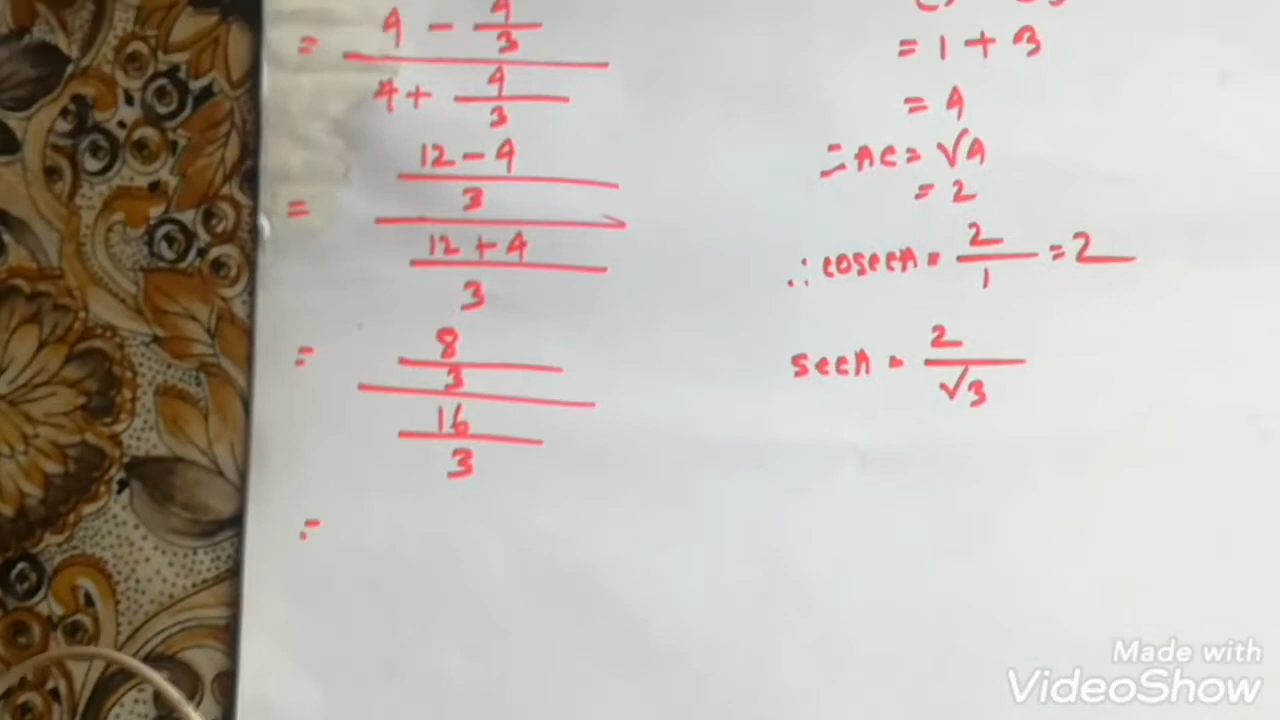 = 4 - 4/3
4 + 4/3
= 12 - 4
3
12 + 4
3
= 8
3
16
3
=
= 1 + 3
= 4
∴ AC = √4
= 2
∴ cosecA = 2/1 = 2
secA = 2/√3
Made with
VideoShow